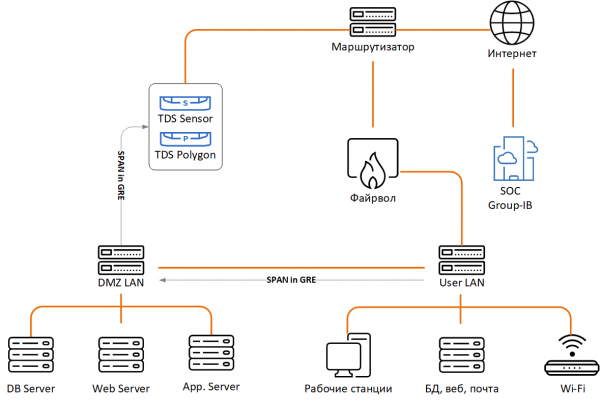 Маршрутизатор
Интернет
S
TDS Sensor
P
TDS Polygon
SPAN in GRE
Файрвол
SOC
Group-IB
DMZ LAN
SPAN in GRE
User LAN
DB Server
Web Server
App. Server
Рабочие станции
БД, веб, почта
Wi-Fi